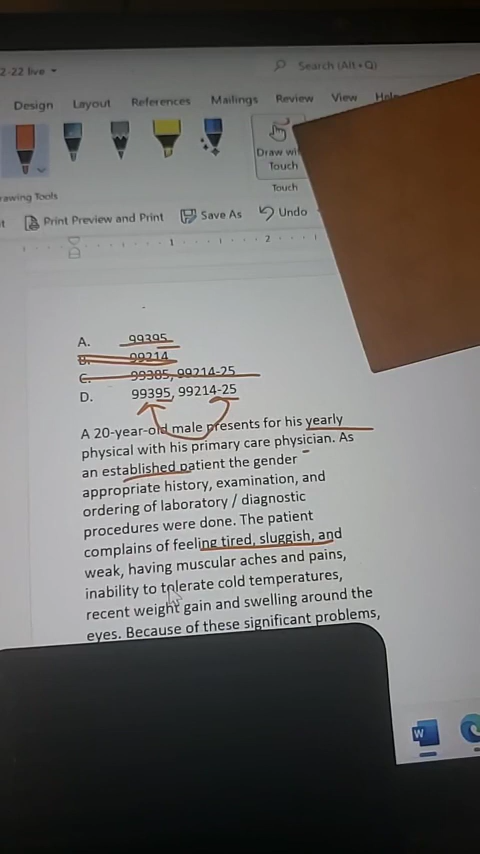 2-22 live
Search (Alt+Q)
Design Layout References Mailings Review View Help
Draw with
Touch
rawing Tools
Touch
Print Preview and Print Save As Undo
1 2
A. 99395
B. 99214
C. 99385, 99214-25
D. 99395, 99214-25
A 20-year-old male presents for his yearly
physical with his primary care physician. As
an established patient the gender
appropriate history, examination, and
ordering of laboratory / diagnostic
procedures were done. The patient
complains of feeling tired, sluggish, and
weak, having muscular aches and pains,
inability to tolerate cold temperatures,
recent weight gain and swelling around the
eyes. Because of these significant problems,
W